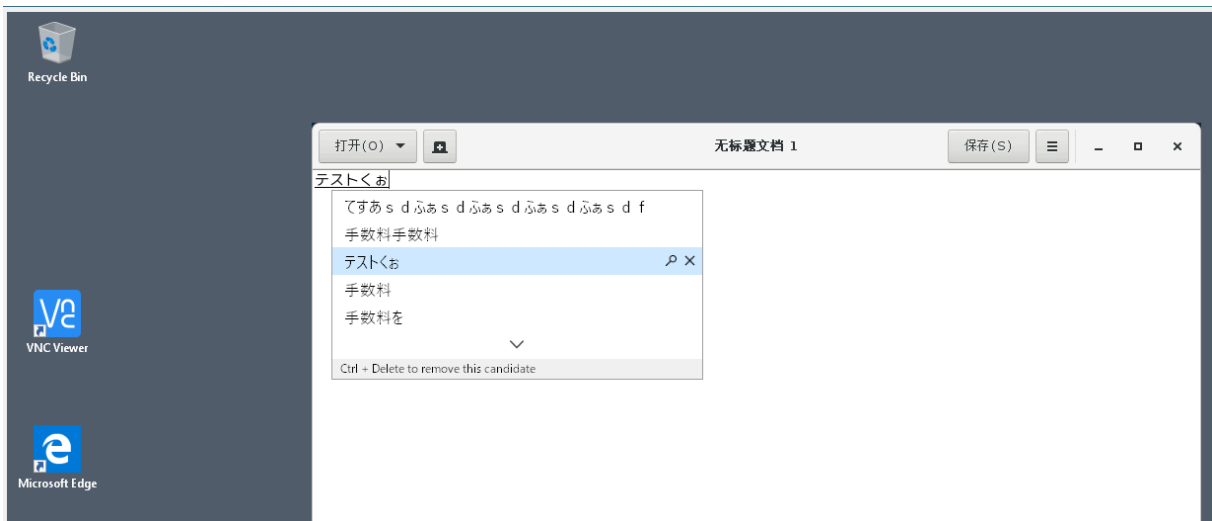 Recycle Bin
打开(O)
无标题文档 1
保存(S)
テストくぉ
てすあｓｄふぁｓｄふぁｓｄふぁｓｄふぁｓｄｆ
手数料手数料
テストくぉ
手数料
手数料を
Ctrl + Delete to remove this candidate
VNC Viewer
Microsoft Edge